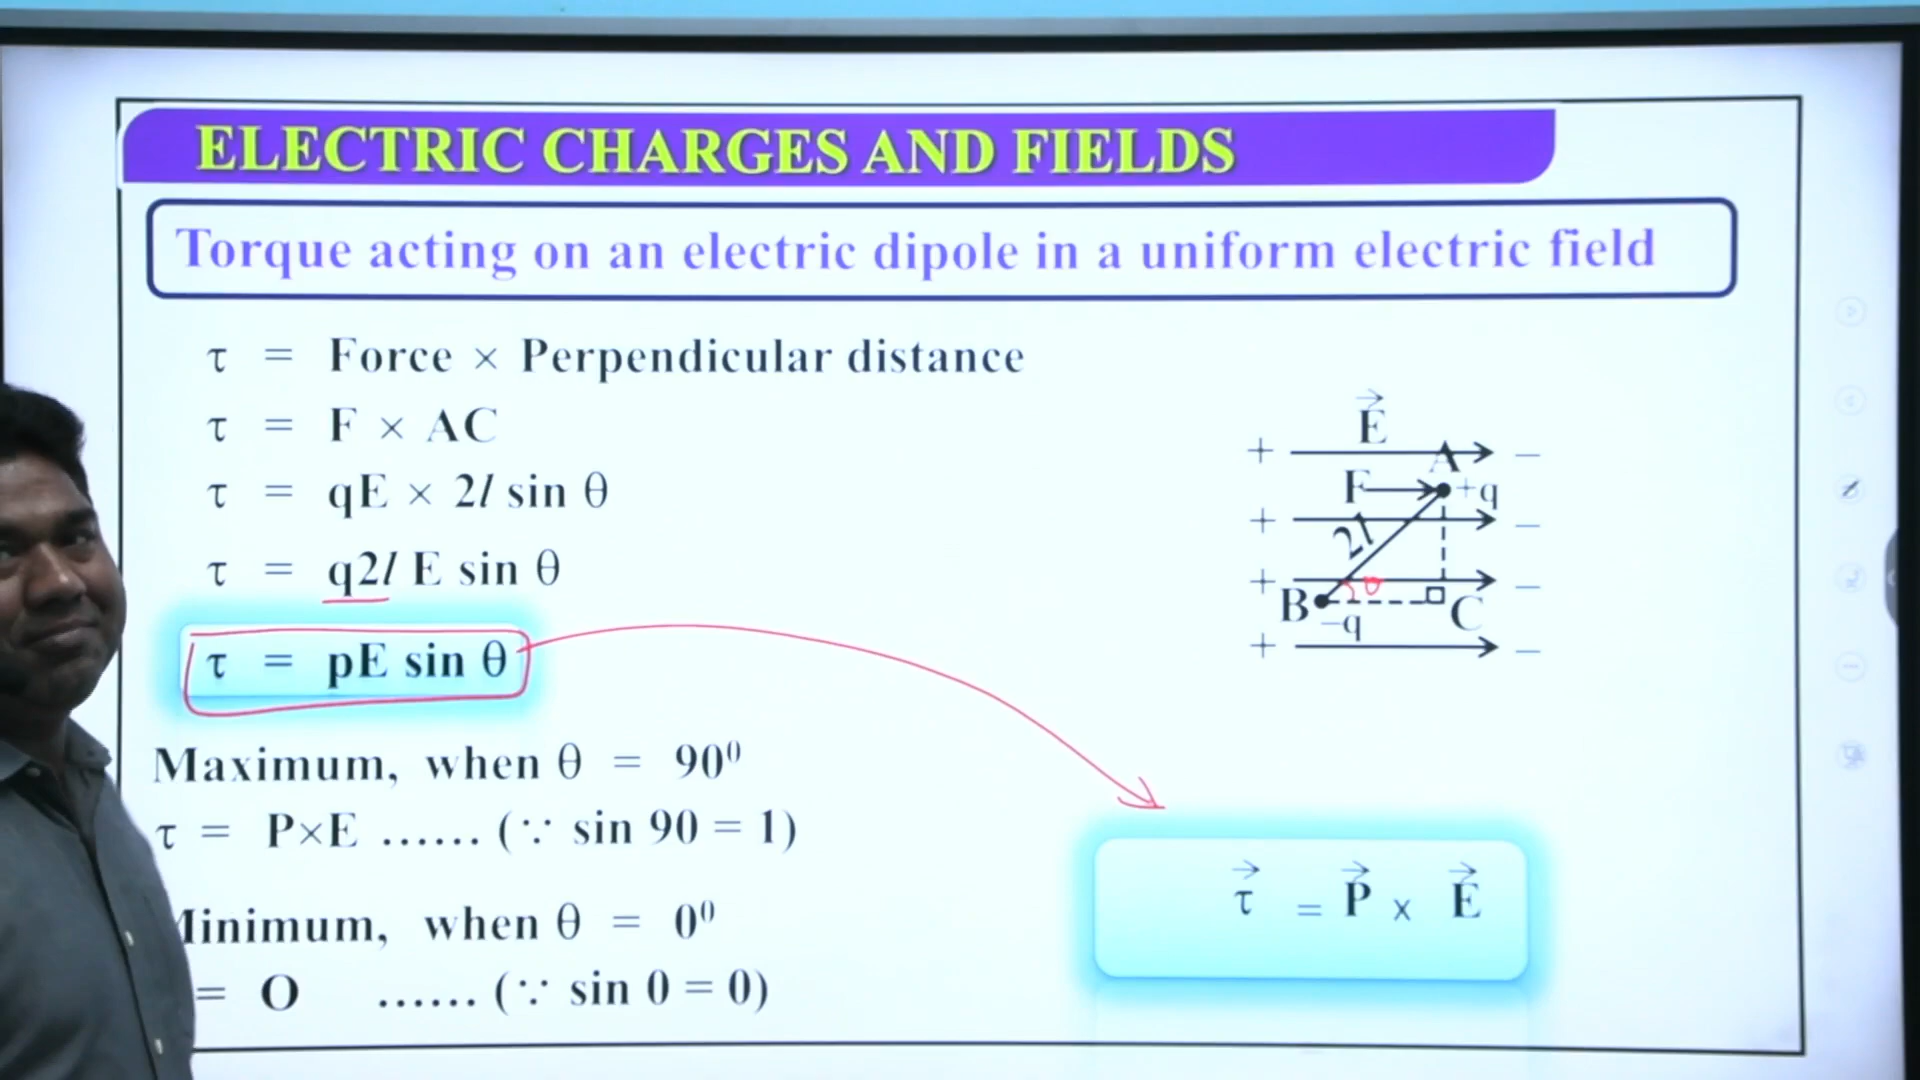 ELECTRIC CHARGES AND FIELDS
Torque acting on an electric dipole in a uniform electric field
τ = Force × Perpendicular distance
τ = F × AC
τ = qE × 2l sin θ
τ = q2l E sin θ
τ = pE sin θ
Maximum, when θ = 90⁰
τ = P×E ...... (∵ sin 90 = 1)
Minimum, when θ = 0⁰
= O ...... (∵ sin 0 = 0)
E⃗
+ A −
F +q
+ 2l −
+ θ −
B C
−q
+ −
τ⃗ = P⃗ × E⃗